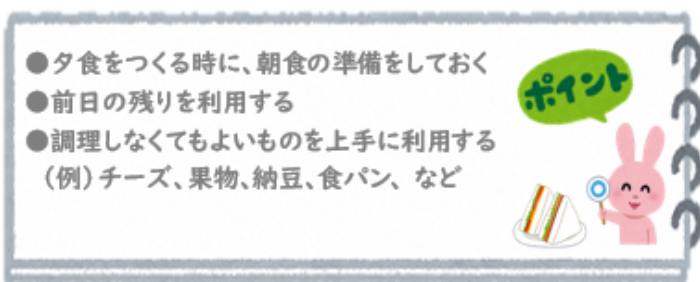 ●夕食をつくる時に、朝食の準備をしておく
●前日の残りを利用する
●調理しなくてもよいものを上手に利用する
（例）チーズ、果物、納豆、食パン、など
ポイント